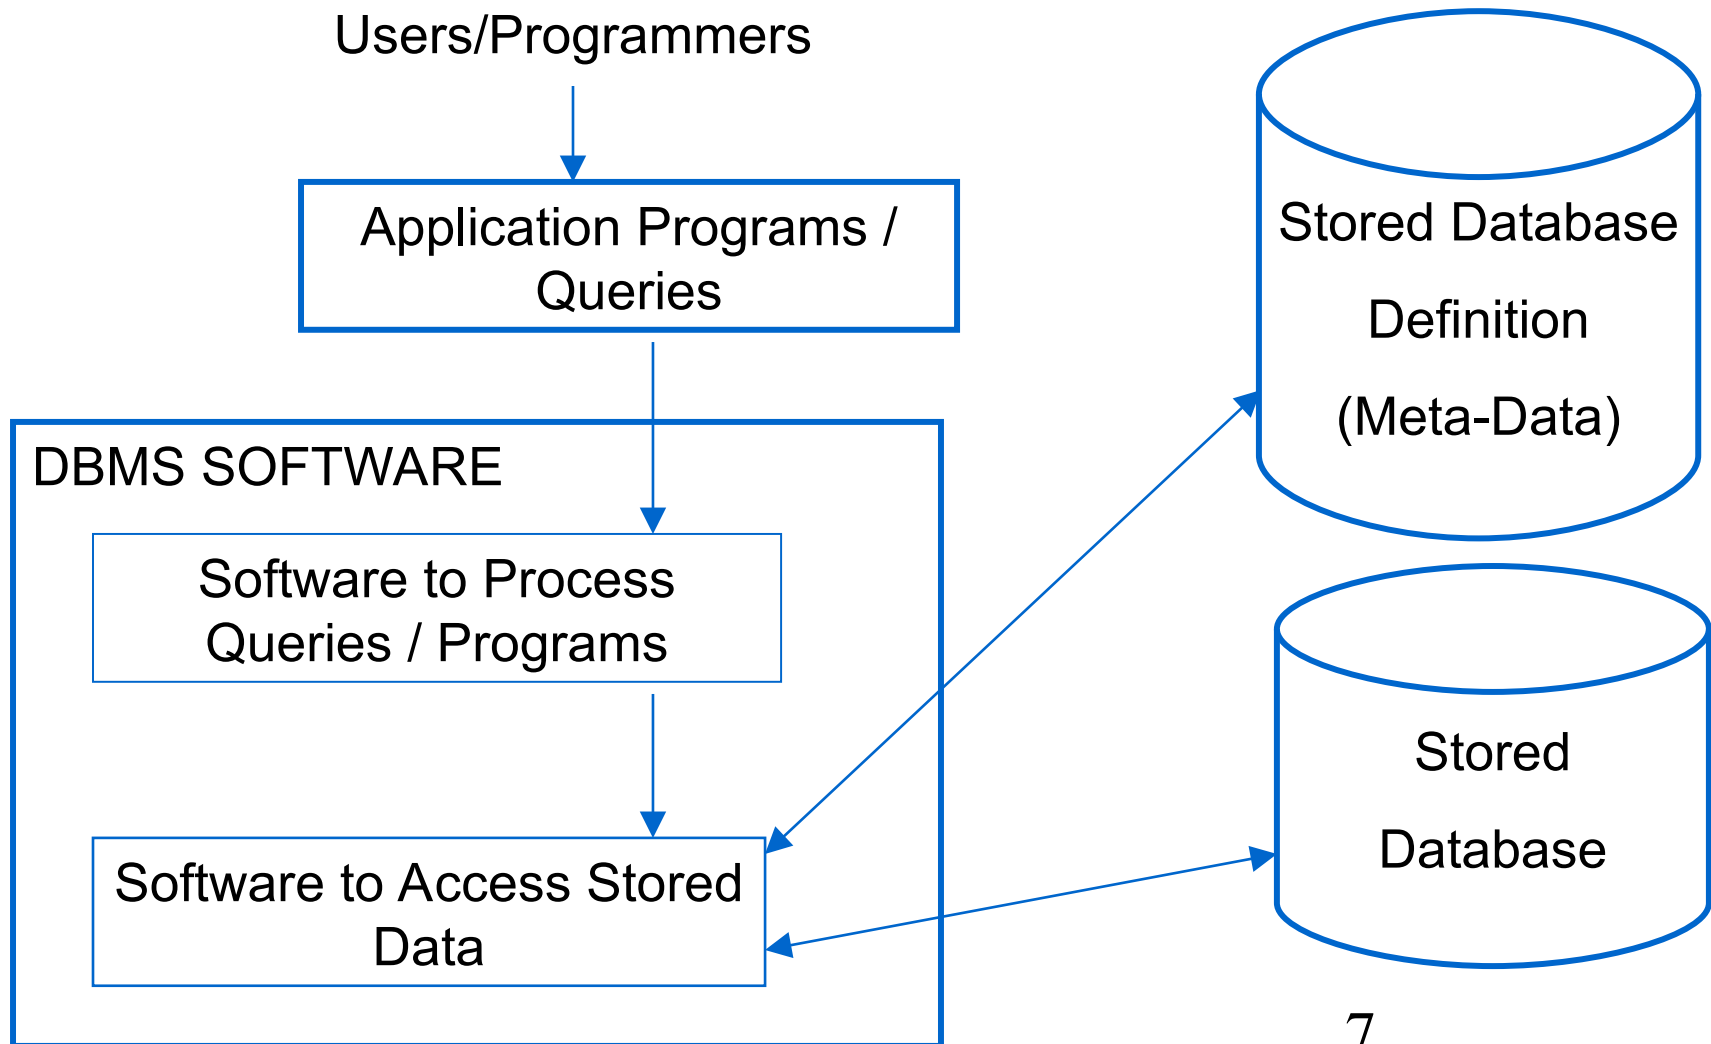 Users/Programmers
Application Programs /
Queries
DBMS SOFTWARE
Software to Process
Queries / Programs
Software to Access Stored
Data
Stored Database
Definition
(Meta-Data)
Stored
Database
7